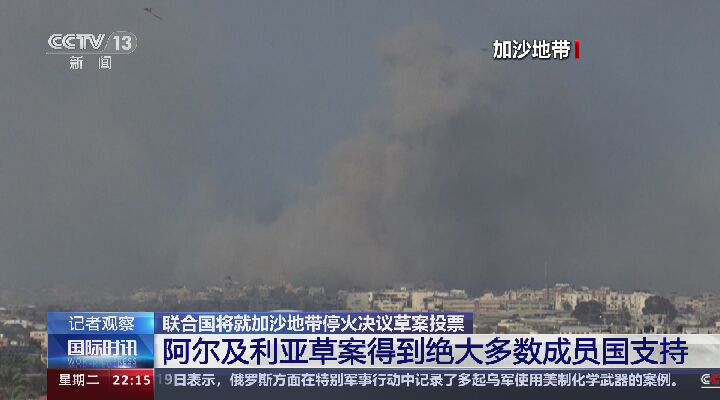 CCTV 13
新闻
加沙地带
记者观察
联合国将就加沙地带停火决议草案投票
国际时讯
阿尔及利亚草案得到绝大多数成员国支持
星期二 22:15
19日表示，俄罗斯方面在特别军事行动中记录了多起乌军使用美制化学武器的案例。